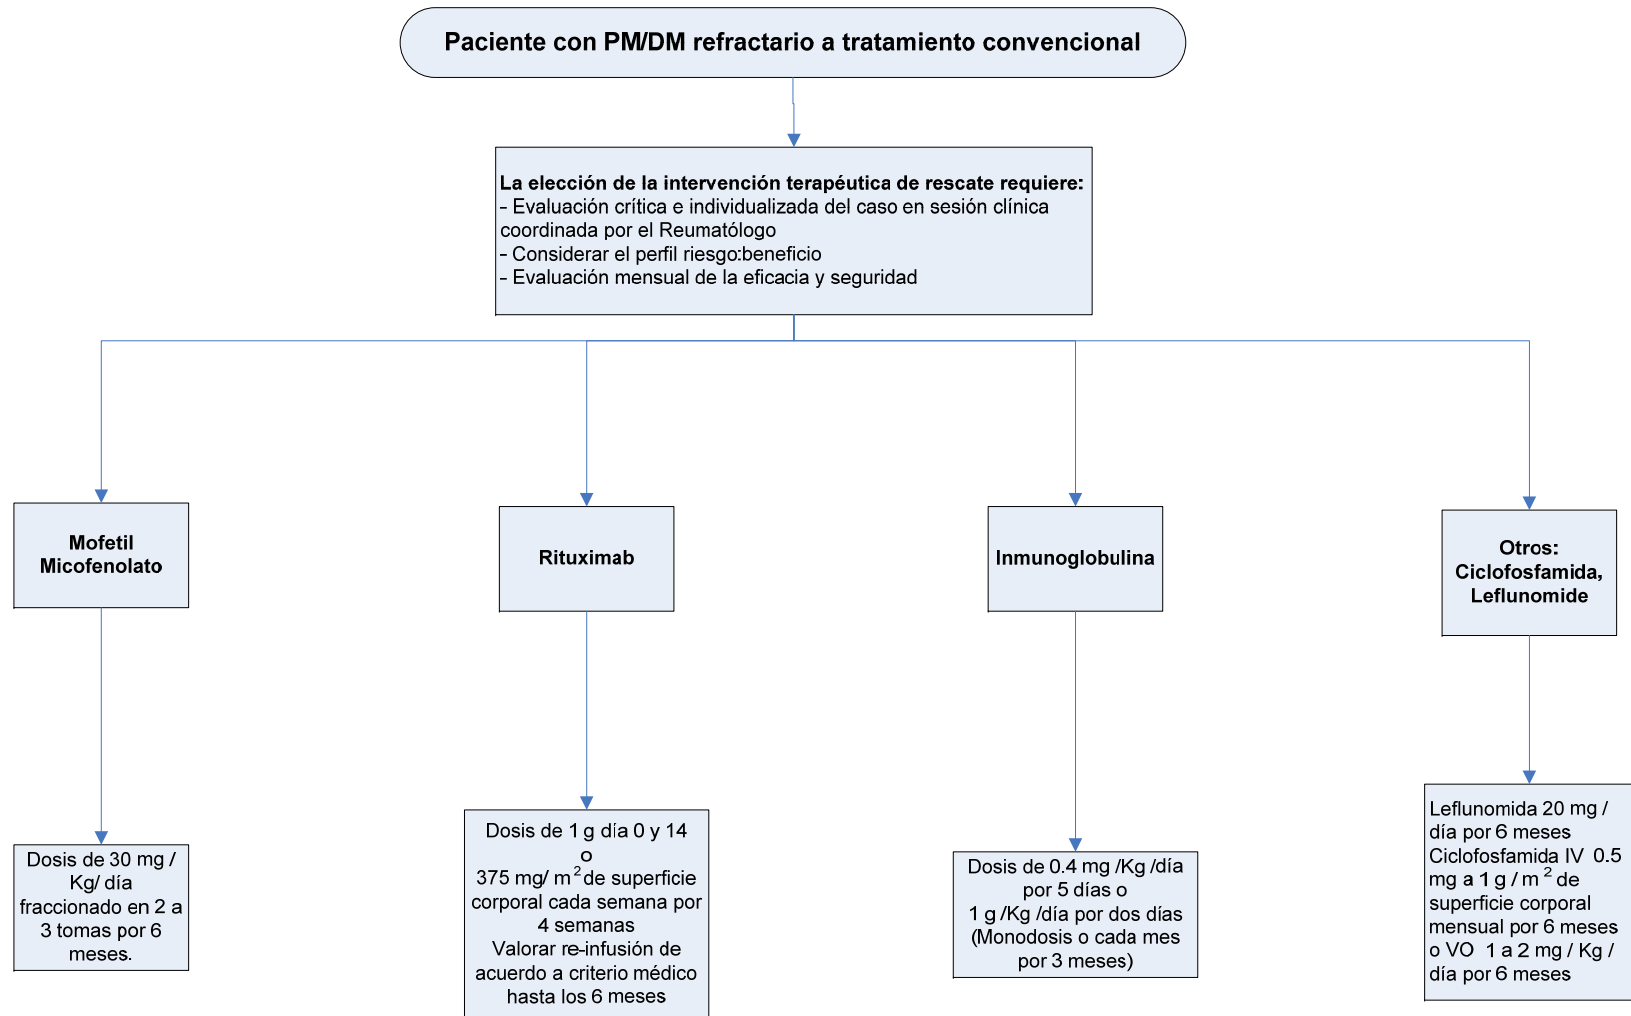 Paciente con PM/DM refractario a tratamiento convencional
La elección de la intervención terapéutica de rescate requiere:
- Evaluación crítica e individualizada del caso en sesión clínica
coordinada por el Reumatólogo
- Considerar el perfil riesgo:beneficio
- Evaluación mensual de la eficacia y seguridad
Mofetil
Micofenolato
Rituximab
Inmunoglobulina
Otros:
Ciclofosfamida,
Leflunomide
Dosis de 30 mg /
Kg/ día
fraccionado en 2 a
3 tomas por 6
meses.
Dosis de 1 g día 0 y 14
o
375 mg/ m² de superficie
corporal cada semana por
4 semanas
Valorar re-infusión de
acuerdo a criterio médico
hasta los 6 meses
Dosis de 0.4 mg /Kg /día
por 5 días o
1 g /Kg /día por dos días
(Monodosis o cada mes
por 3 meses)
Leflunomida 20 mg /
día por 6 meses
Ciclofosfamida IV 0.5
mg a 1 g / m² de
superficie corporal
mensual por 6 meses
o VO 1 a 2 mg / Kg /
día por 6 meses